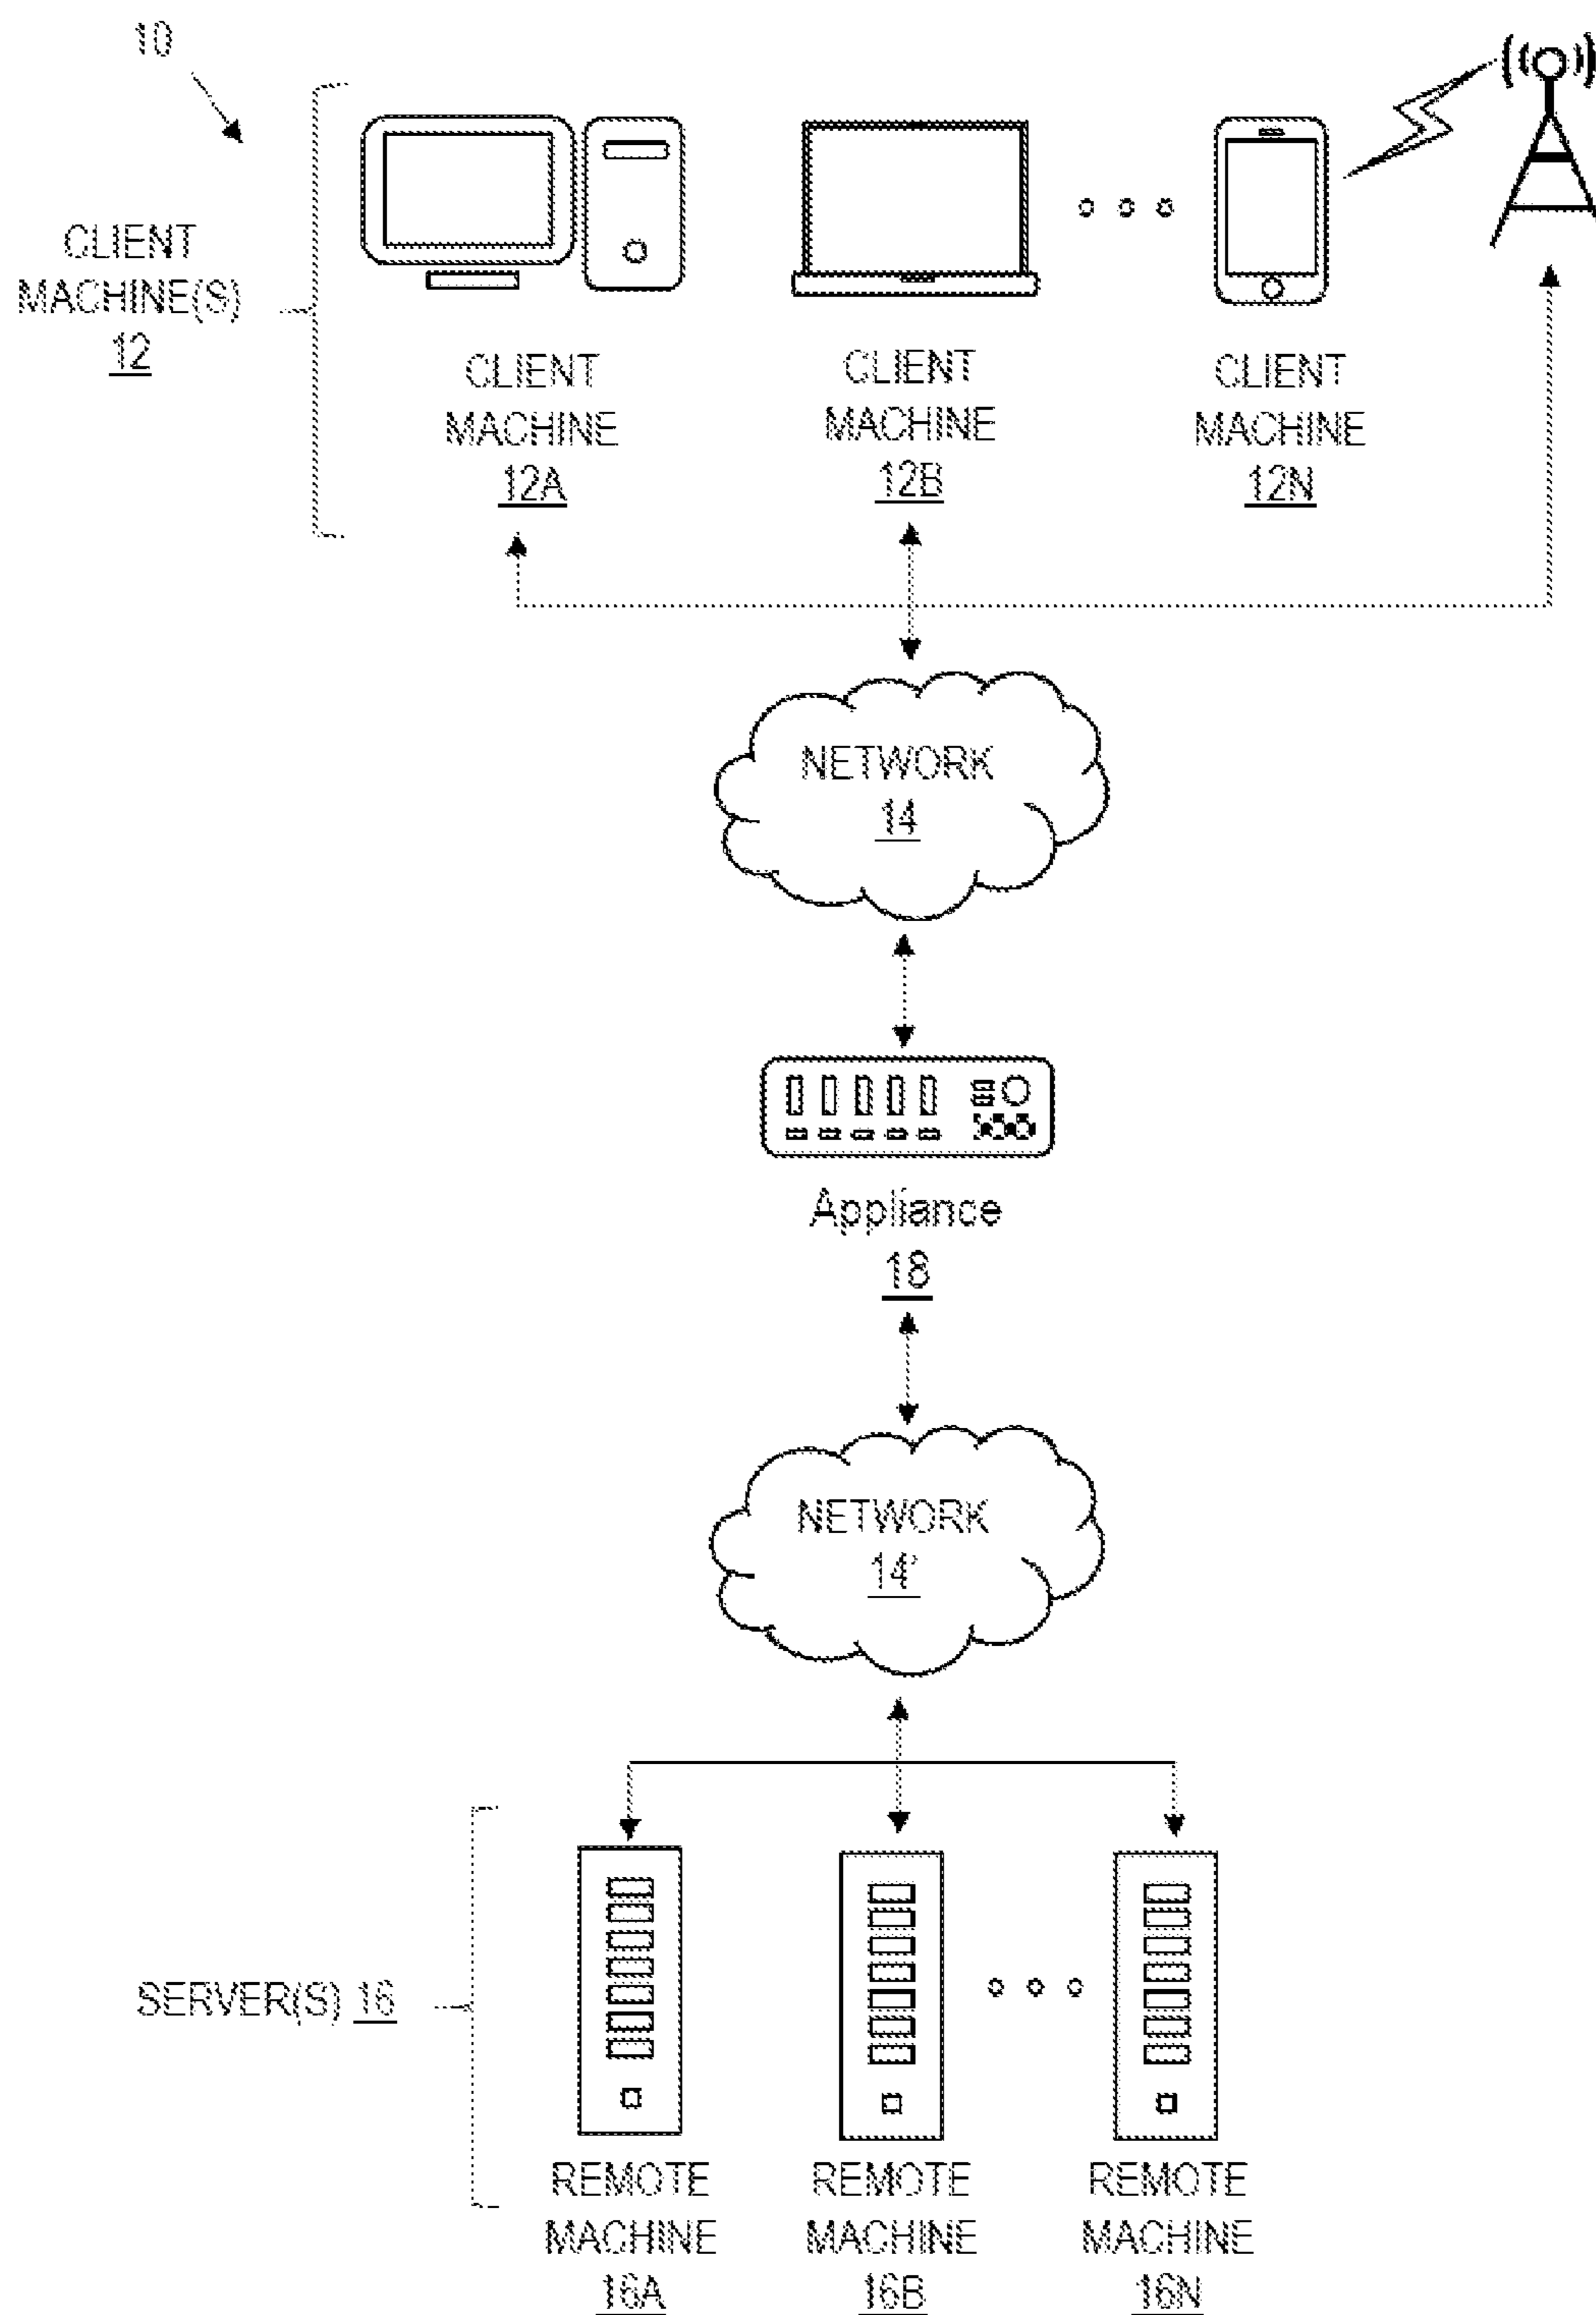 10
CLIENT
MACHINE(S)
12
CLIENT
MACHINE
12A
CLIENT
MACHINE
12B
CLIENT
MACHINE
12N
NETWORK
14
Appliance
18
NETWORK
14'
SERVER(S) 16
REMOTE
MACHINE
16A
REMOTE
MACHINE
16B
REMOTE
MACHINE
16N